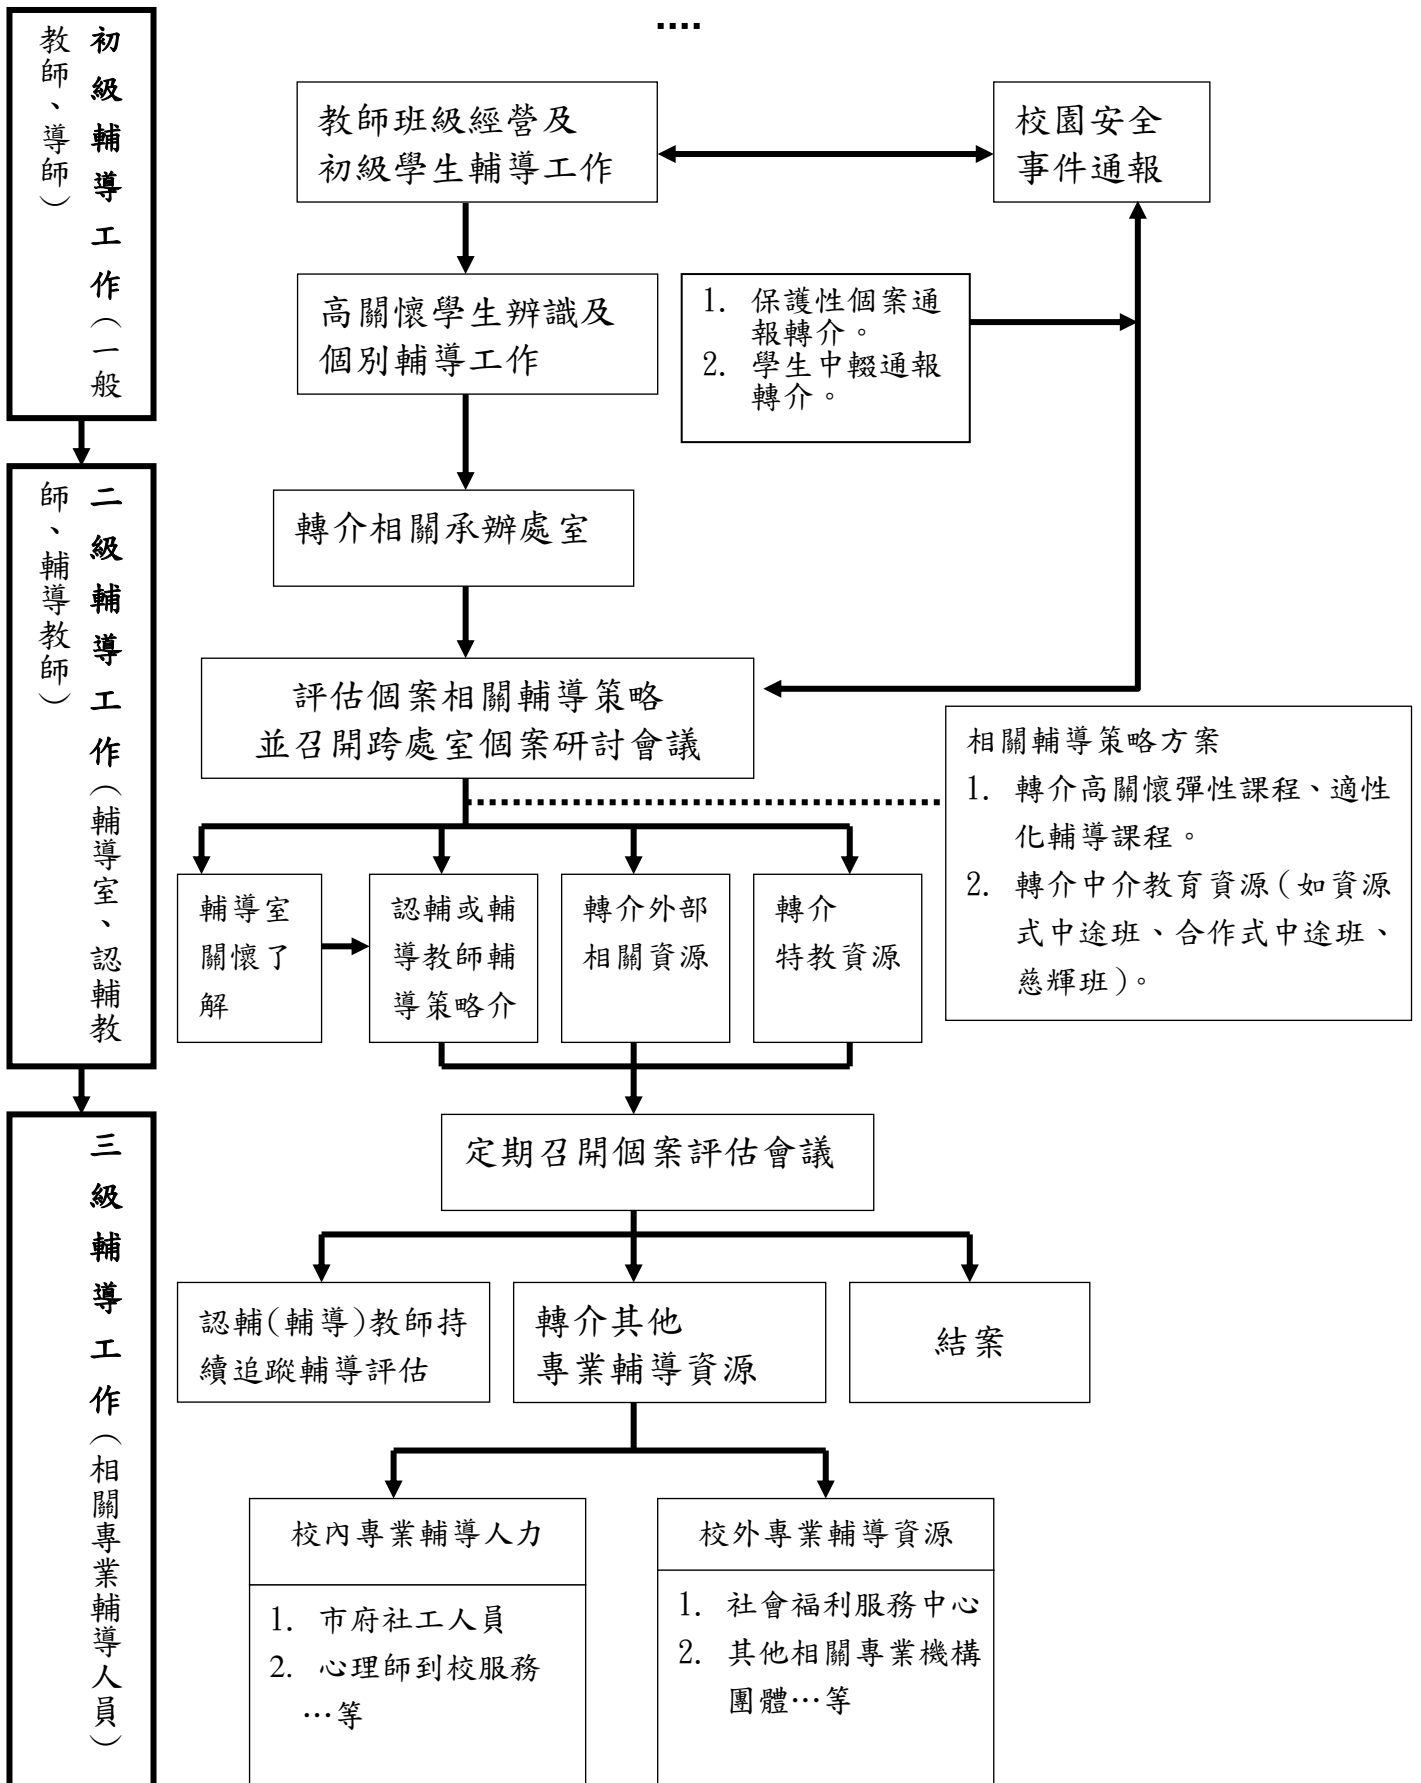 初級輔導工作（一般
教師、導師）
二級輔導工作（輔導室、認輔教
師、輔導教師）
三級輔導工作（相關專業輔導人員）
....
教師班級經營及
初級學生輔導工作
校園安全
事件通報
高關懷學生辨識及
個別輔導工作
1. 保護性個案通
報轉介。
2. 學生中輟通報
轉介。
轉介相關承辦處室
評估個案相關輔導策略
並召開跨處室個案研討會議
相關輔導策略方案
1. 轉介高關懷彈性課程、適性
化輔導課程。
2. 轉介中介教育資源(如資源
式中途班、合作式中途班、
慈輝班)。
輔導室
關懷了
解
認輔或輔
導教師輔
導策略介
轉介外部
相關資源
轉介
特教資源
定期召開個案評估會議
認輔(輔導)教師持
續追蹤輔導評估
轉介其他
專業輔導資源
結案
校內專業輔導人力
1. 市府社工人員
2. 心理師到校服務
…等
校外專業輔導資源
1. 社會福利服務中心
2. 其他相關專業機構
團體…等